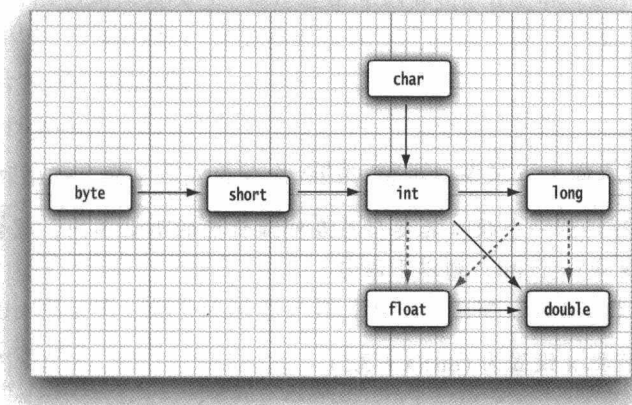 char
byte
short
int
long
float
double